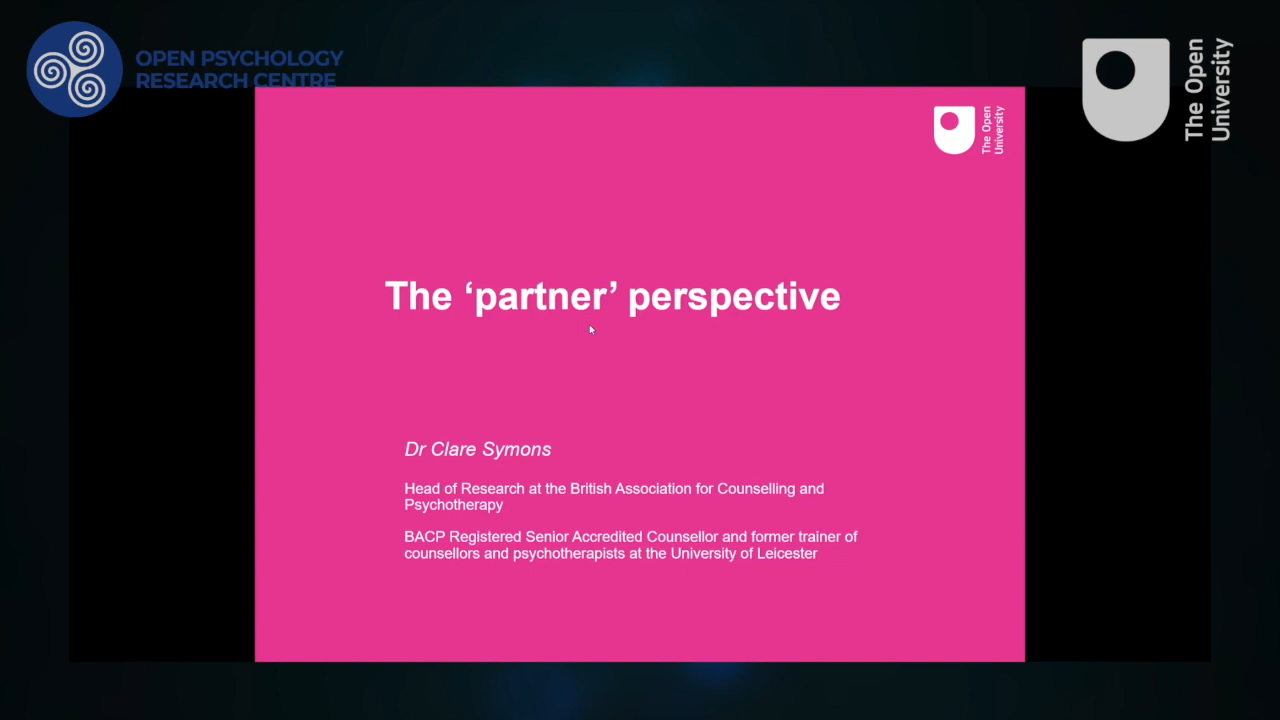 OPEN PSYCHOLOGY
RESEARCH CENTRE
The Open
University
The Open
University
The ‘partner’ perspective
Dr Clare Symons
Head of Research at the British Association for Counselling and
Psychotherapy
BACP Registered Senior Accredited Counsellor and former trainer of
counsellors and psychotherapists at the University of Leicester